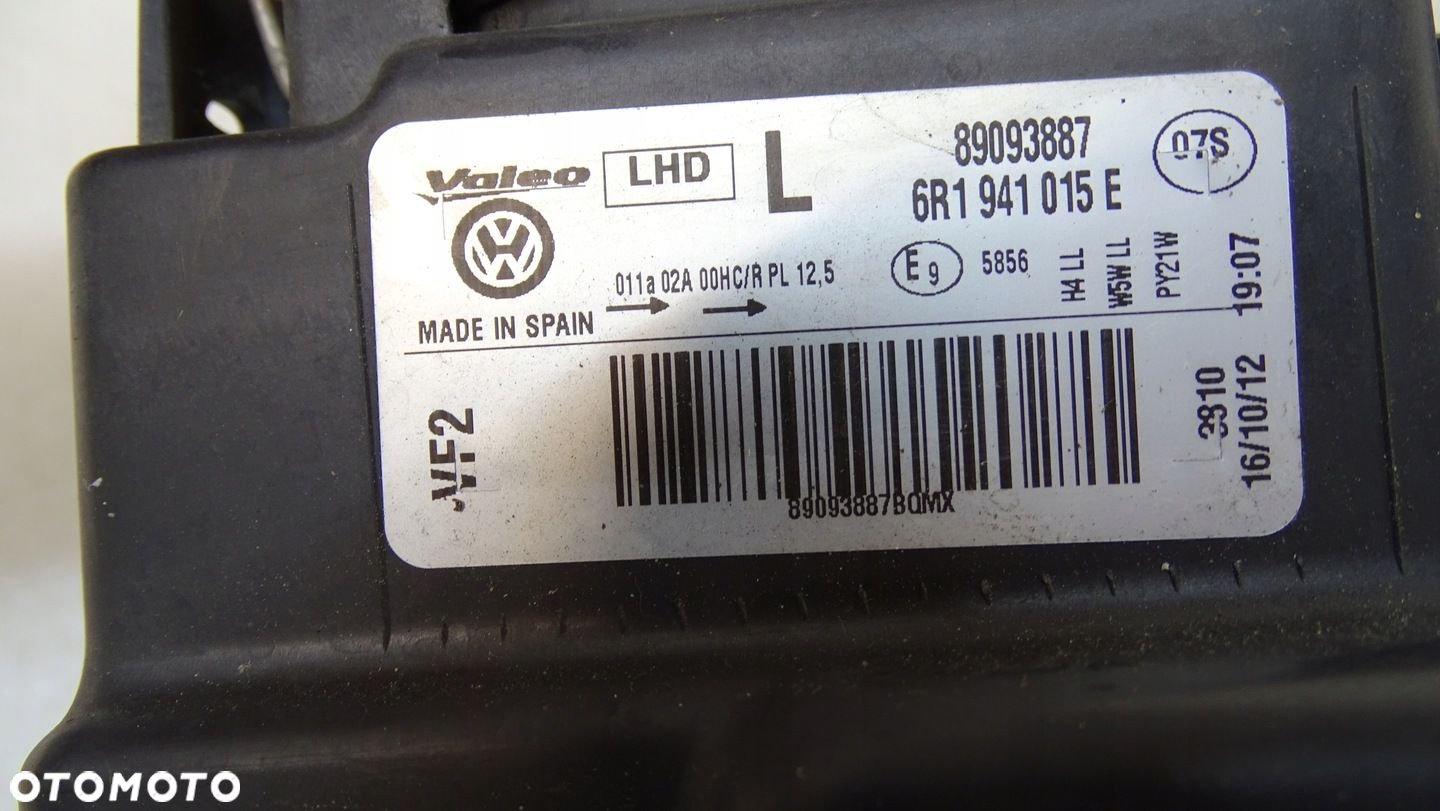 Valeo
LHD
L
89093887
6R1 941 015 E
07S
011a 02A 00HC/R PL 12,5
E 9
5856
H4 LL
W5W LL
PY21W
19:07
MADE IN SPAIN
VF2
3810
16/10/12
89093887BQMX
OTOMOTO